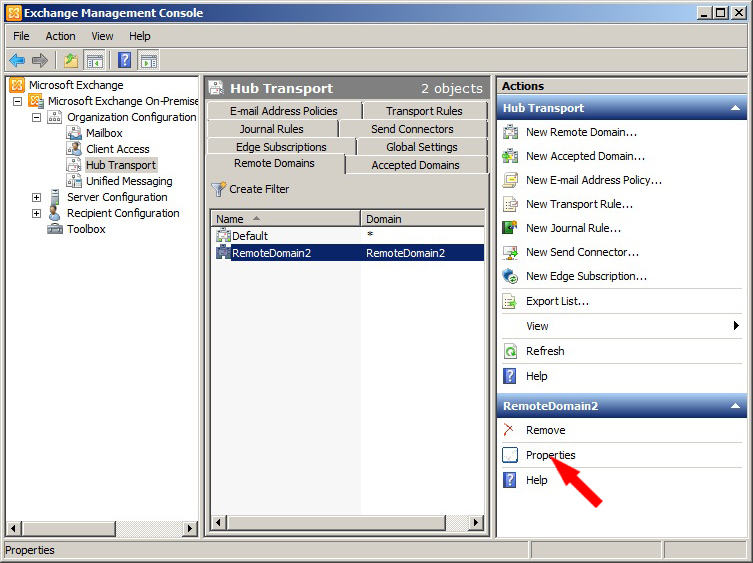 Exchange Management Console
File Action View Help
Microsoft Exchange
Microsoft Exchange On-Premise
Organization Configuration
Mailbox
Client Access
Hub Transport
Unified Messaging
Server Configuration
Recipient Configuration
Toolbox
Hub Transport 2 objects
E-mail Address Policies Transport Rules
Journal Rules Send Connectors
Edge Subscriptions Global Settings
Remote Domains Accepted Domains
Create Filter
Name Domain
Default *
RemoteDomain2 RemoteDomain2
Actions
Hub Transport
New Remote Domain...
New Accepted Domain...
New E-mail Address Policy...
New Transport Rule...
New Journal Rule...
New Send Connector...
New Edge Subscription...
Export List...
View
Refresh
Help
RemoteDomain2
Remove
Properties
Help
Properties